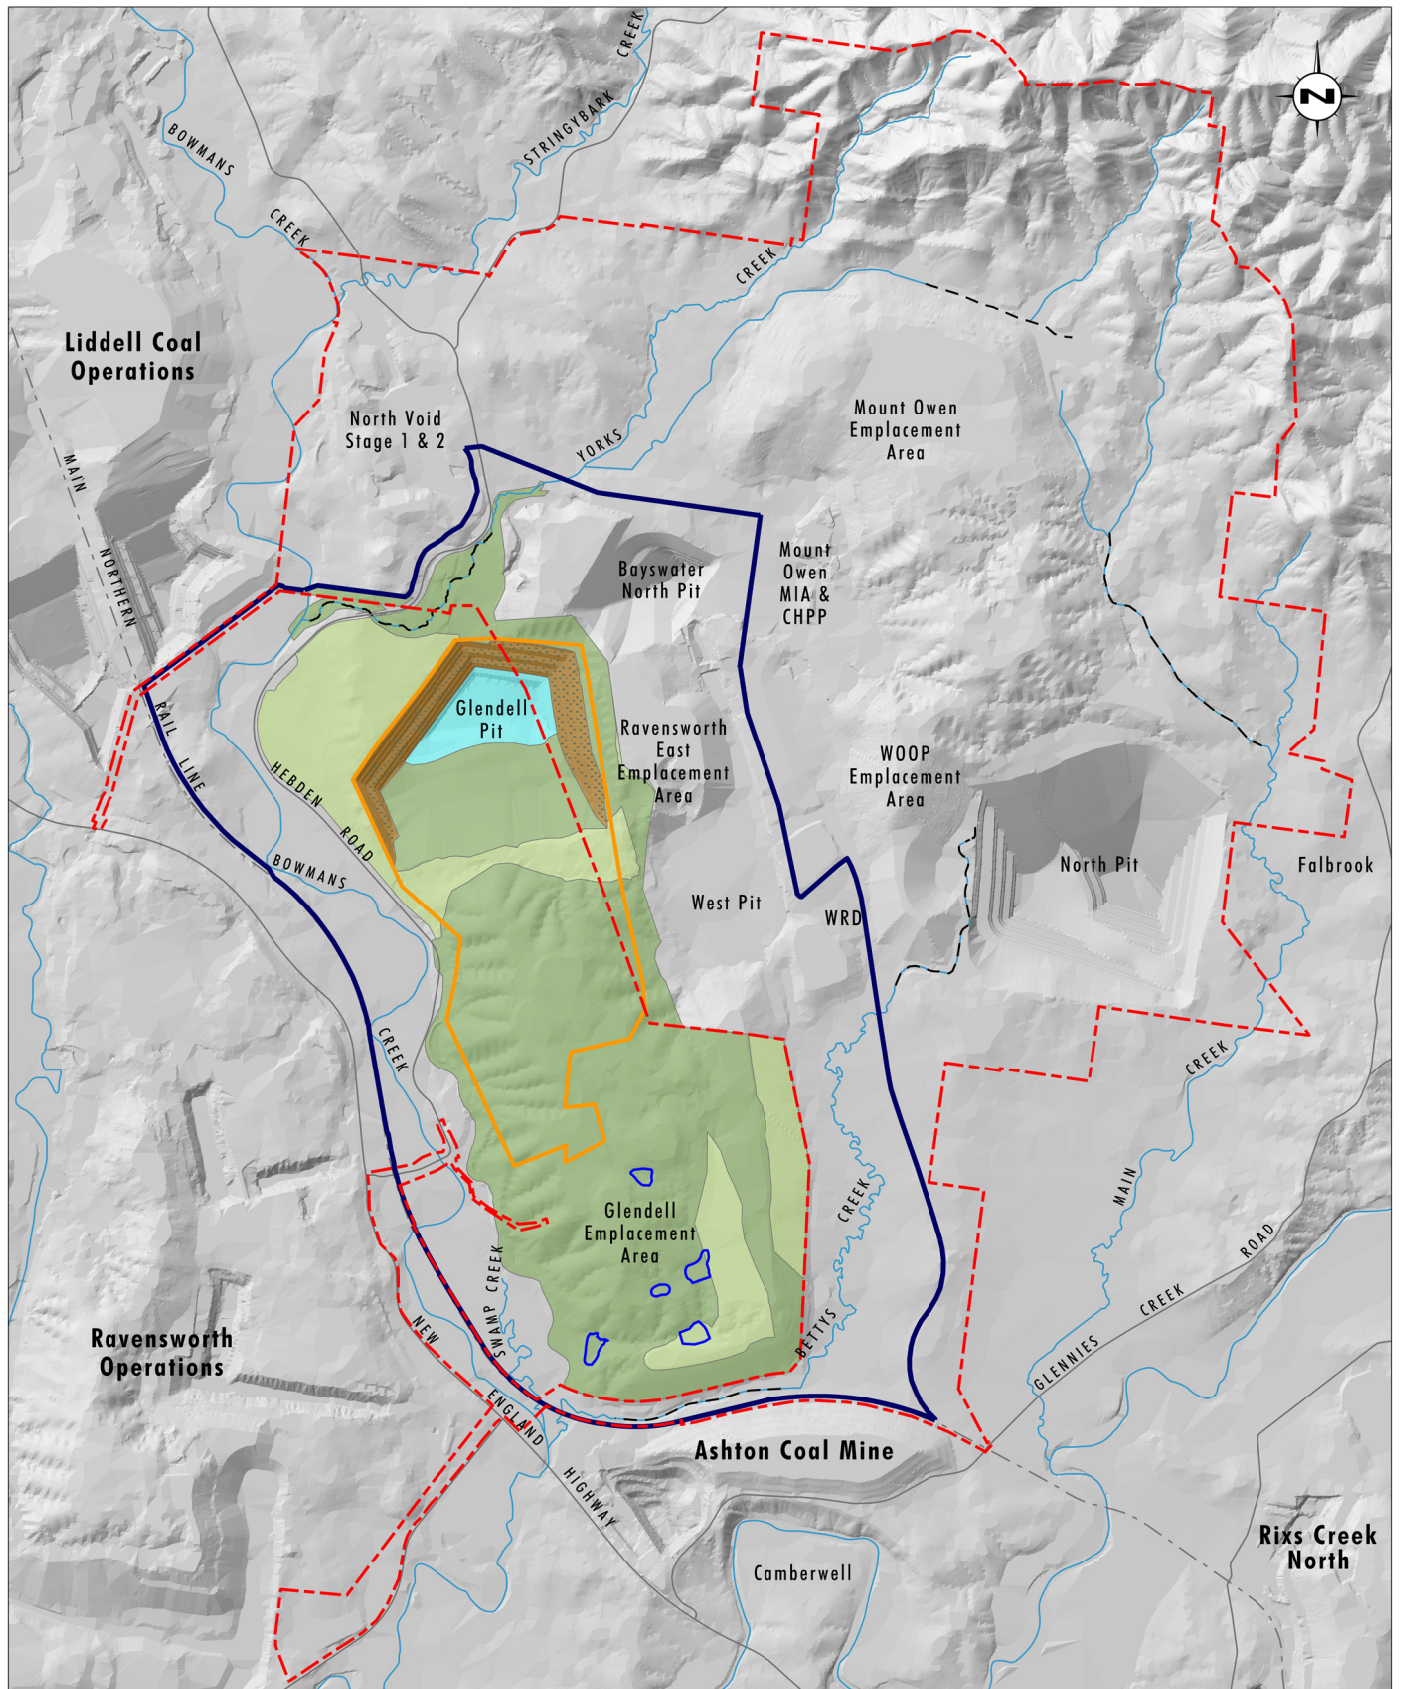 CREEK
STRINGYBARK
BOWMANS
CREEK
N
CREEK
Liddell Coal
Operations
North Void
Stage 1 & 2
YORKS
Mount Owen
Emplacement
Area
MAIN
NORTHERN
RAIL
LINE
Bayswater
North Pit
Mount
Owen
MIA &
CHPP
Glendell
Pit
Ravensworth
East
Emplacement
Area
WOOP
Emplacement
Area
HEBDEN
ROAD
BOWMANS
CREEK
North Pit
Falbrook
West Pit
WRD
CREEK
MAIN
CREEK
BETTYS
Glendell
Emplacement
Area
SWAMP CREEK
ROAD
CREEK
GLENNIES
Ravensworth
Operations
NEW
ENGLAND
HIGHWAY
Ashton Coal Mine
Camberwell
Rixs Creek
North